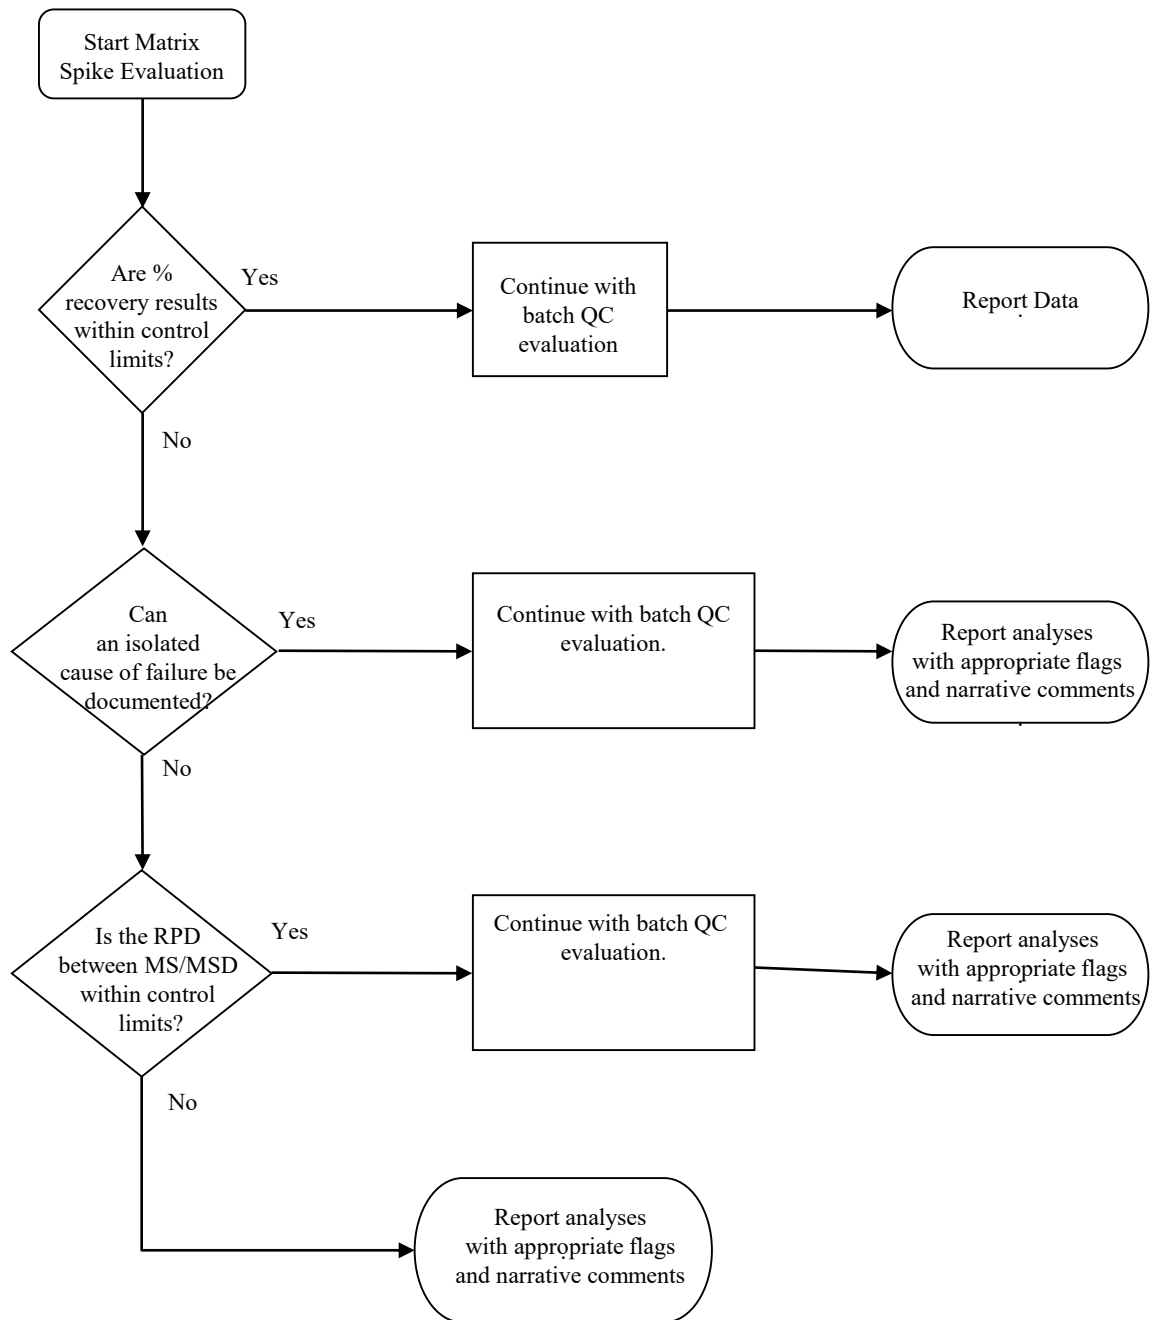 Start Matrix
Spike Evaluation
Are %
recovery results
within control
limits?
Yes
Continue with
batch QC
evaluation
Report Data
.
No
Can
an isolated
cause of failure be
documented?
Yes
Continue with batch QC
evaluation.
Report analyses
with appropriate flags
and narrative comments
.
No
Is the RPD
between MS/MSD
within control
limits?
Yes
Continue with batch QC
evaluation.
Report analyses
with appropriate flags
and narrative comments
No
Report analyses
with appropriate flags
and narrative comments